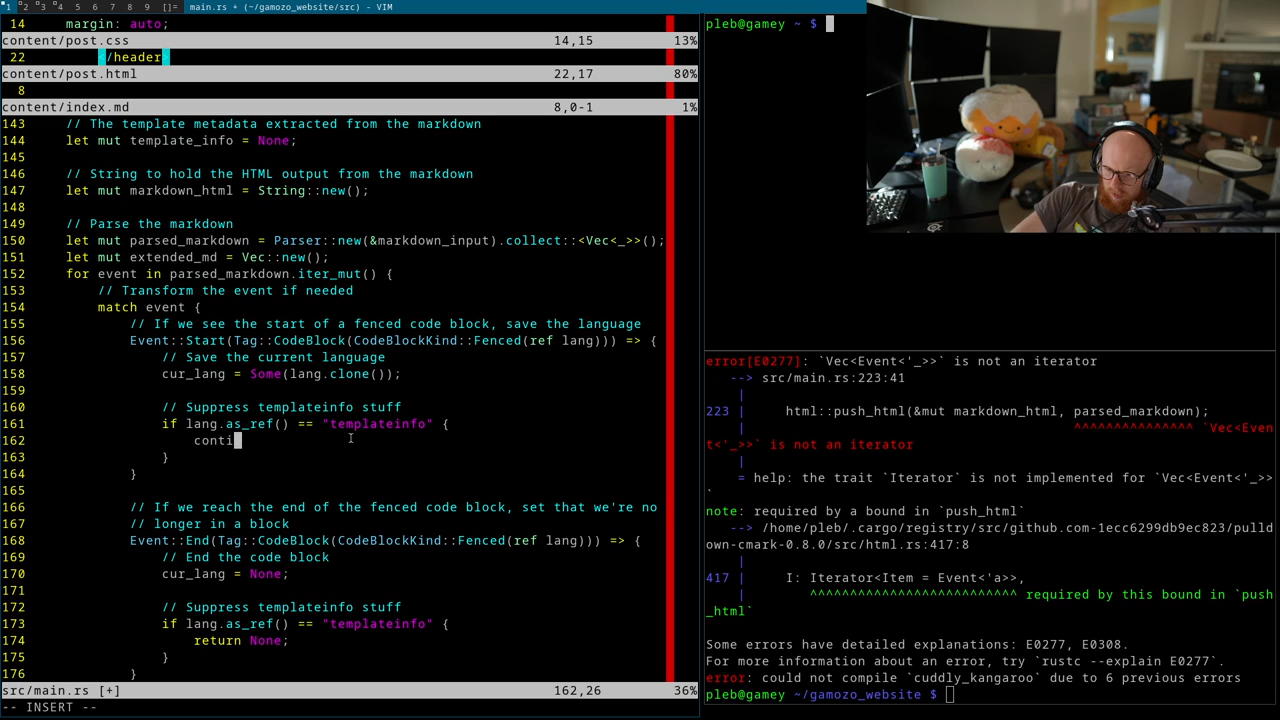 1 2 3 4 5 6 7 8 9 []= main.rs + (~/gamozo_website/src) - VIM
14 margin: auto;
content/post.css 14,15 13%
22 </header>
content/post.html 22,17 80%
8
content/index.md 8,0-1 1%
143 // The template metadata extracted from the markdown
144 let mut template_info = None;
145
146 // String to hold the HTML output from the markdown
147 let mut markdown_html = String::new();
148
149 // Parse the markdown
150 let mut parsed_markdown = Parser::new(&markdown_input).collect::<Vec<_>>();
151 let mut extended_md = Vec::new();
152 for event in parsed_markdown.iter_mut() {
153 // Transform the event if needed
154 match event {
155 // If we see the start of a fenced code block, save the language
156 Event::Start(Tag::CodeBlock(CodeBlockKind::Fenced(ref lang))) => {
157 // Save the current language
158 cur_lang = Some(lang.clone());
159
160 // Suppress templateinfo stuff
161 if lang.as_ref() == "templateinfo" {
162 conti
163 }
164 }
165
166 // If we reach the end of the fenced code block, set that we're no
167 // longer in a block
168 Event::End(Tag::CodeBlock(CodeBlockKind::Fenced(ref lang))) => {
169 // End the code block
170 cur_lang = None;
171
172 // Suppress templateinfo stuff
173 if lang.as_ref() == "templateinfo" {
174 return None;
175 }
176 }
src/main.rs [+] 162,26 36%
-- INSERT --
pleb@gamey ~ $
error[E0277]: `Vec<Event<'_>>` is not an iterator
--> src/main.rs:223:41
|
223 | html::push_html(&mut markdown_html, parsed_markdown);
| ^^^^^^^^^^^^^^^ `Vec<Even
t<'_>>` is not an iterator
|
= help: the trait `Iterator` is not implemented for `Vec<Event<'_>>
`
note: required by a bound in `push_html`
--> /home/pleb/.cargo/registry/src/github.com-1ecc6299db9ec823/pulld
own-cmark-0.8.0/src/html.rs:417:8
|
417 | I: Iterator<Item = Event<'a>>,
| ^^^^^^^^^^^^^^^^^^^^^^^^^^ required by this bound in `push
_html`
Some errors have detailed explanations: E0277, E0308.
For more information about an error, try `rustc --explain E0277`.
error: could not compile `cuddly_kangaroo` due to 6 previous errors
pleb@gamey ~/gamozo_website $